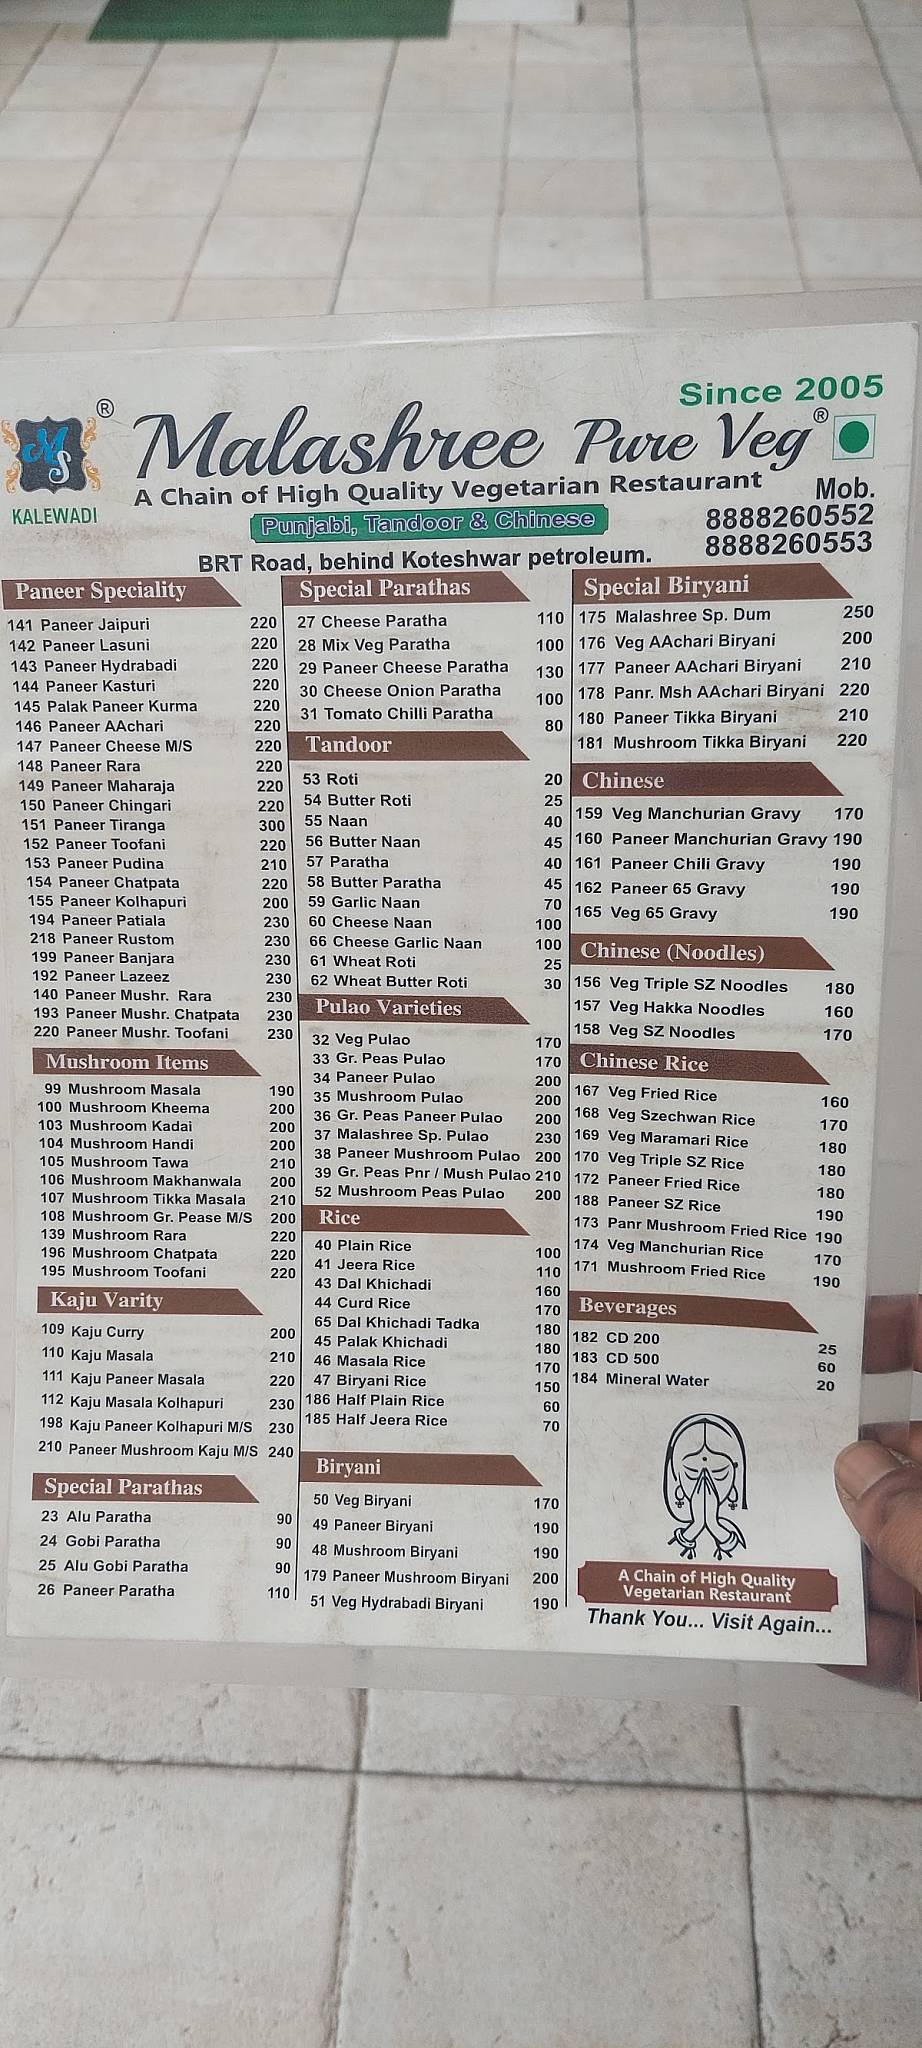 Since 2005
MS
®
Malashree Pure Veg®
A Chain of High Quality Vegetarian Restaurant
KALEWADI
Punjabi, Tandoor & Chinese
Mob.
8888260552
8888260553
BRT Road, behind Koteshwar petroleum.
Paneer Speciality
141 Paneer Jaipuri 220
142 Paneer Lasuni 220
143 Paneer Hydrabadi 220
144 Paneer Kasturi 220
145 Palak Paneer Kurma 220
146 Paneer AAchari 220
147 Paneer Cheese M/S 220
148 Paneer Rara 220
149 Paneer Maharaja 220
150 Paneer Chingari 220
151 Paneer Tiranga 300
152 Paneer Toofani 220
153 Paneer Pudina 210
154 Paneer Chatpata 220
155 Paneer Kolhapuri 200
194 Paneer Patiala 230
218 Paneer Rustom 230
199 Paneer Banjara 230
192 Paneer Lazeez 230
140 Paneer Mushr. Rara 230
193 Paneer Mushr. Chatpata 230
220 Paneer Mushr. Toofani 230
Mushroom Items
99 Mushroom Masala 190
100 Mushroom Kheema 200
103 Mushroom Kadai 200
104 Mushroom Handi 200
105 Mushroom Tawa 210
106 Mushroom Makhanwala 200
107 Mushroom Tikka Masala 210
108 Mushroom Gr. Pease M/S 200
139 Mushroom Rara 220
196 Mushroom Chatpata 220
195 Mushroom Toofani 220
Kaju Varity
109 Kaju Curry 200
110 Kaju Masala 210
111 Kaju Paneer Masala 220
112 Kaju Masala Kolhapuri 230
198 Kaju Paneer Kolhapuri M/S 230
210 Paneer Mushroom Kaju M/S 240
Special Parathas
23 Alu Paratha 90
24 Gobi Paratha 90
25 Alu Gobi Paratha 90
26 Paneer Paratha 110
Special Parathas
27 Cheese Paratha 110
28 Mix Veg Paratha 100
29 Paneer Cheese Paratha 130
30 Cheese Onion Paratha 100
31 Tomato Chilli Paratha 80
Tandoor
53 Roti 20
54 Butter Roti 25
55 Naan 40
56 Butter Naan 45
57 Paratha 40
58 Butter Paratha 45
59 Garlic Naan 70
60 Cheese Naan 100
66 Cheese Garlic Naan 100
61 Wheat Roti 25
62 Wheat Butter Roti 30
Pulao Varieties
32 Veg Pulao 170
33 Gr. Peas Pulao 170
34 Paneer Pulao 200
35 Mushroom Pulao 200
36 Gr. Peas Paneer Pulao 200
37 Malashree Sp. Pulao 230
38 Paneer Mushroom Pulao 200
39 Gr. Peas Pnr / Mush Pulao 210
52 Mushroom Peas Pulao 200
Rice
40 Plain Rice 100
41 Jeera Rice 110
43 Dal Khichadi 160
44 Curd Rice 170
65 Dal Khichadi Tadka 180
45 Palak Khichadi 180
46 Masala Rice 170
47 Biryani Rice 150
186 Half Plain Rice 60
185 Half Jeera Rice 70
Biryani
50 Veg Biryani 170
49 Paneer Biryani 190
48 Mushroom Biryani 190
179 Paneer Mushroom Biryani 200
51 Veg Hydrabadi Biryani 190
Special Biryani
175 Malashree Sp. Dum 250
176 Veg AAchari Biryani 200
177 Paneer AAchari Biryani 210
178 Panr. Msh AAchari Biryani 220
180 Paneer Tikka Biryani 210
181 Mushroom Tikka Biryani 220
Chinese
159 Veg Manchurian Gravy 170
160 Paneer Manchurian Gravy 190
161 Paneer Chili Gravy 190
162 Paneer 65 Gravy 190
165 Veg 65 Gravy 190
Chinese (Noodles)
156 Veg Triple SZ Noodles 180
157 Veg Hakka Noodles 160
158 Veg SZ Noodles 170
Chinese Rice
167 Veg Fried Rice 160
168 Veg Szechwan Rice 170
169 Veg Maramari Rice 180
170 Veg Triple SZ Rice 180
172 Paneer Fried Rice 180
188 Paneer SZ Rice 190
173 Panr Mushroom Fried Rice 190
174 Veg Manchurian Rice 170
171 Mushroom Fried Rice 190
Beverages
182 CD 200 25
183 CD 500 60
184 Mineral Water 20
A Chain of High Quality
Vegetarian Restaurant
Thank You... Visit Again...